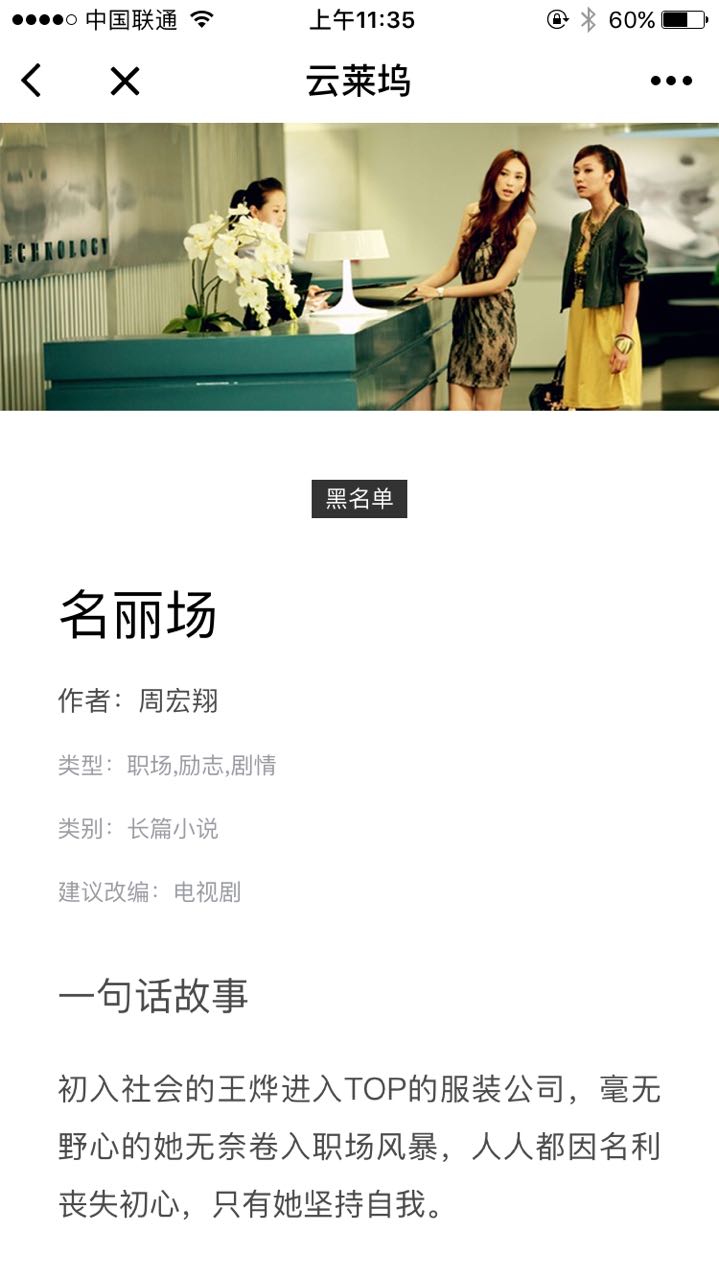 中国联通
上午11:35
60%
云莱坞
ECHNOLOGY
黑名单
名丽场
作者：周宏翔
类型：职场,励志,剧情
类别：长篇小说
建议改编：电视剧
一句话故事
初入社会的王烨进入TOP的服装公司，毫无
野心的她无奈卷入职场风暴，人人都因名利
丧失初心，只有她坚持自我。